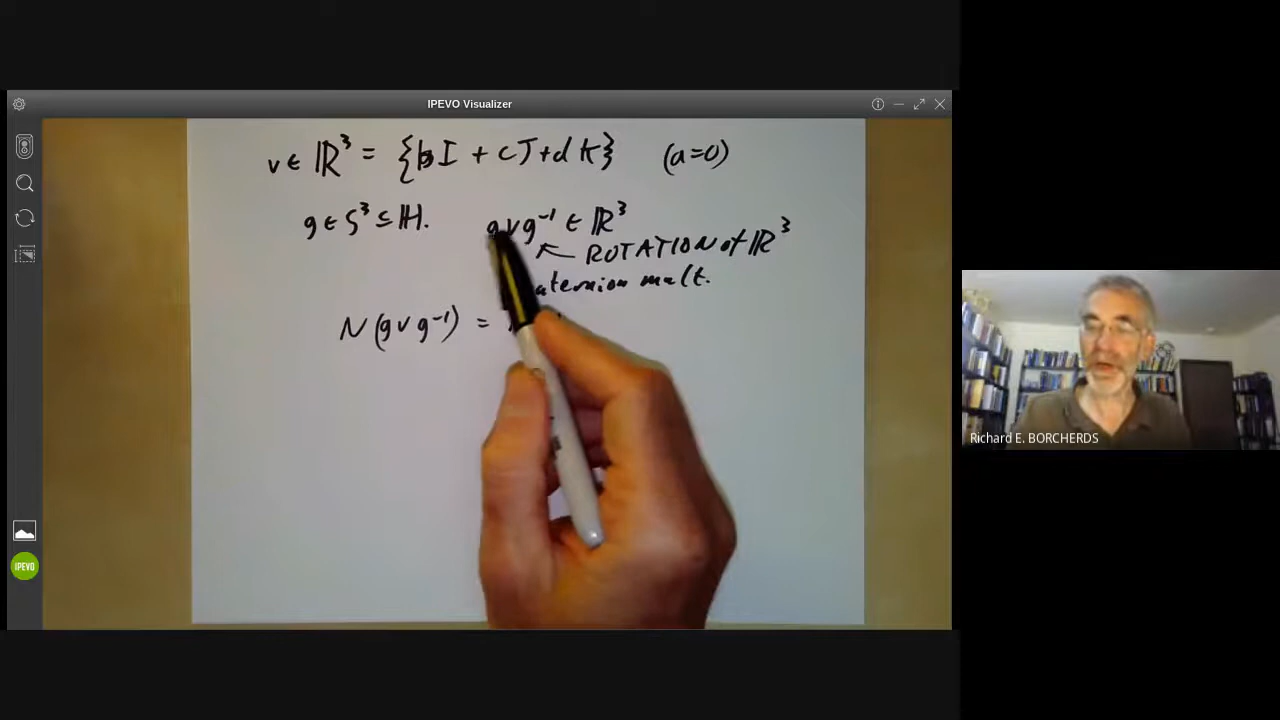 IPEVO Visualizer
v ∈ ℝ³ = {bI + cJ + dK} (a=0)
g ∈ S³ ⊆ ℍ. gvg⁻¹ ∈ ℝ³
← ROTATION of ℝ³
mult.
N(gvg⁻¹) =
Richard E. BORCHERDS
IPEVO